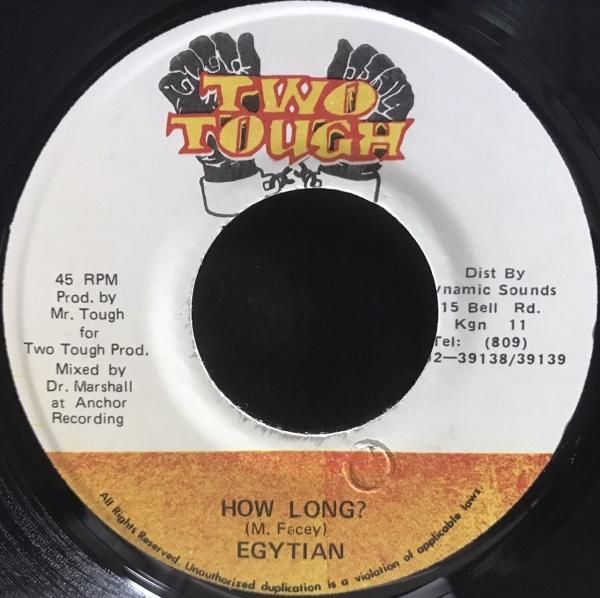 TWO
TOUGH
45 RPM
Prod. by
Mr. Tough
for
Two Tough Prod.
Mixed by
Dr. Marshall
at Anchor
Recording
Dist By
ynamic Sounds
15 Bell Rd.
Kgn 11
Tel: (809)
02—39138/39139
HOW LONG?
(M. Facey)
EGYTIAN
All Rights Reserved. Unauthorized duplication is a violation of applicable laws.